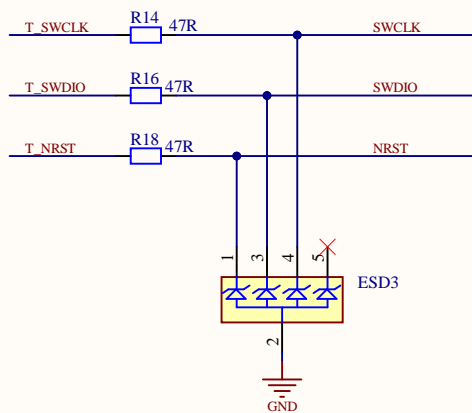 T_SWCLK R14 47R SWCLK
T_SWDIO R16 47R SWDIO
T_NRST R18 47R NRST
1 3 4 5
ESD3
2
GND